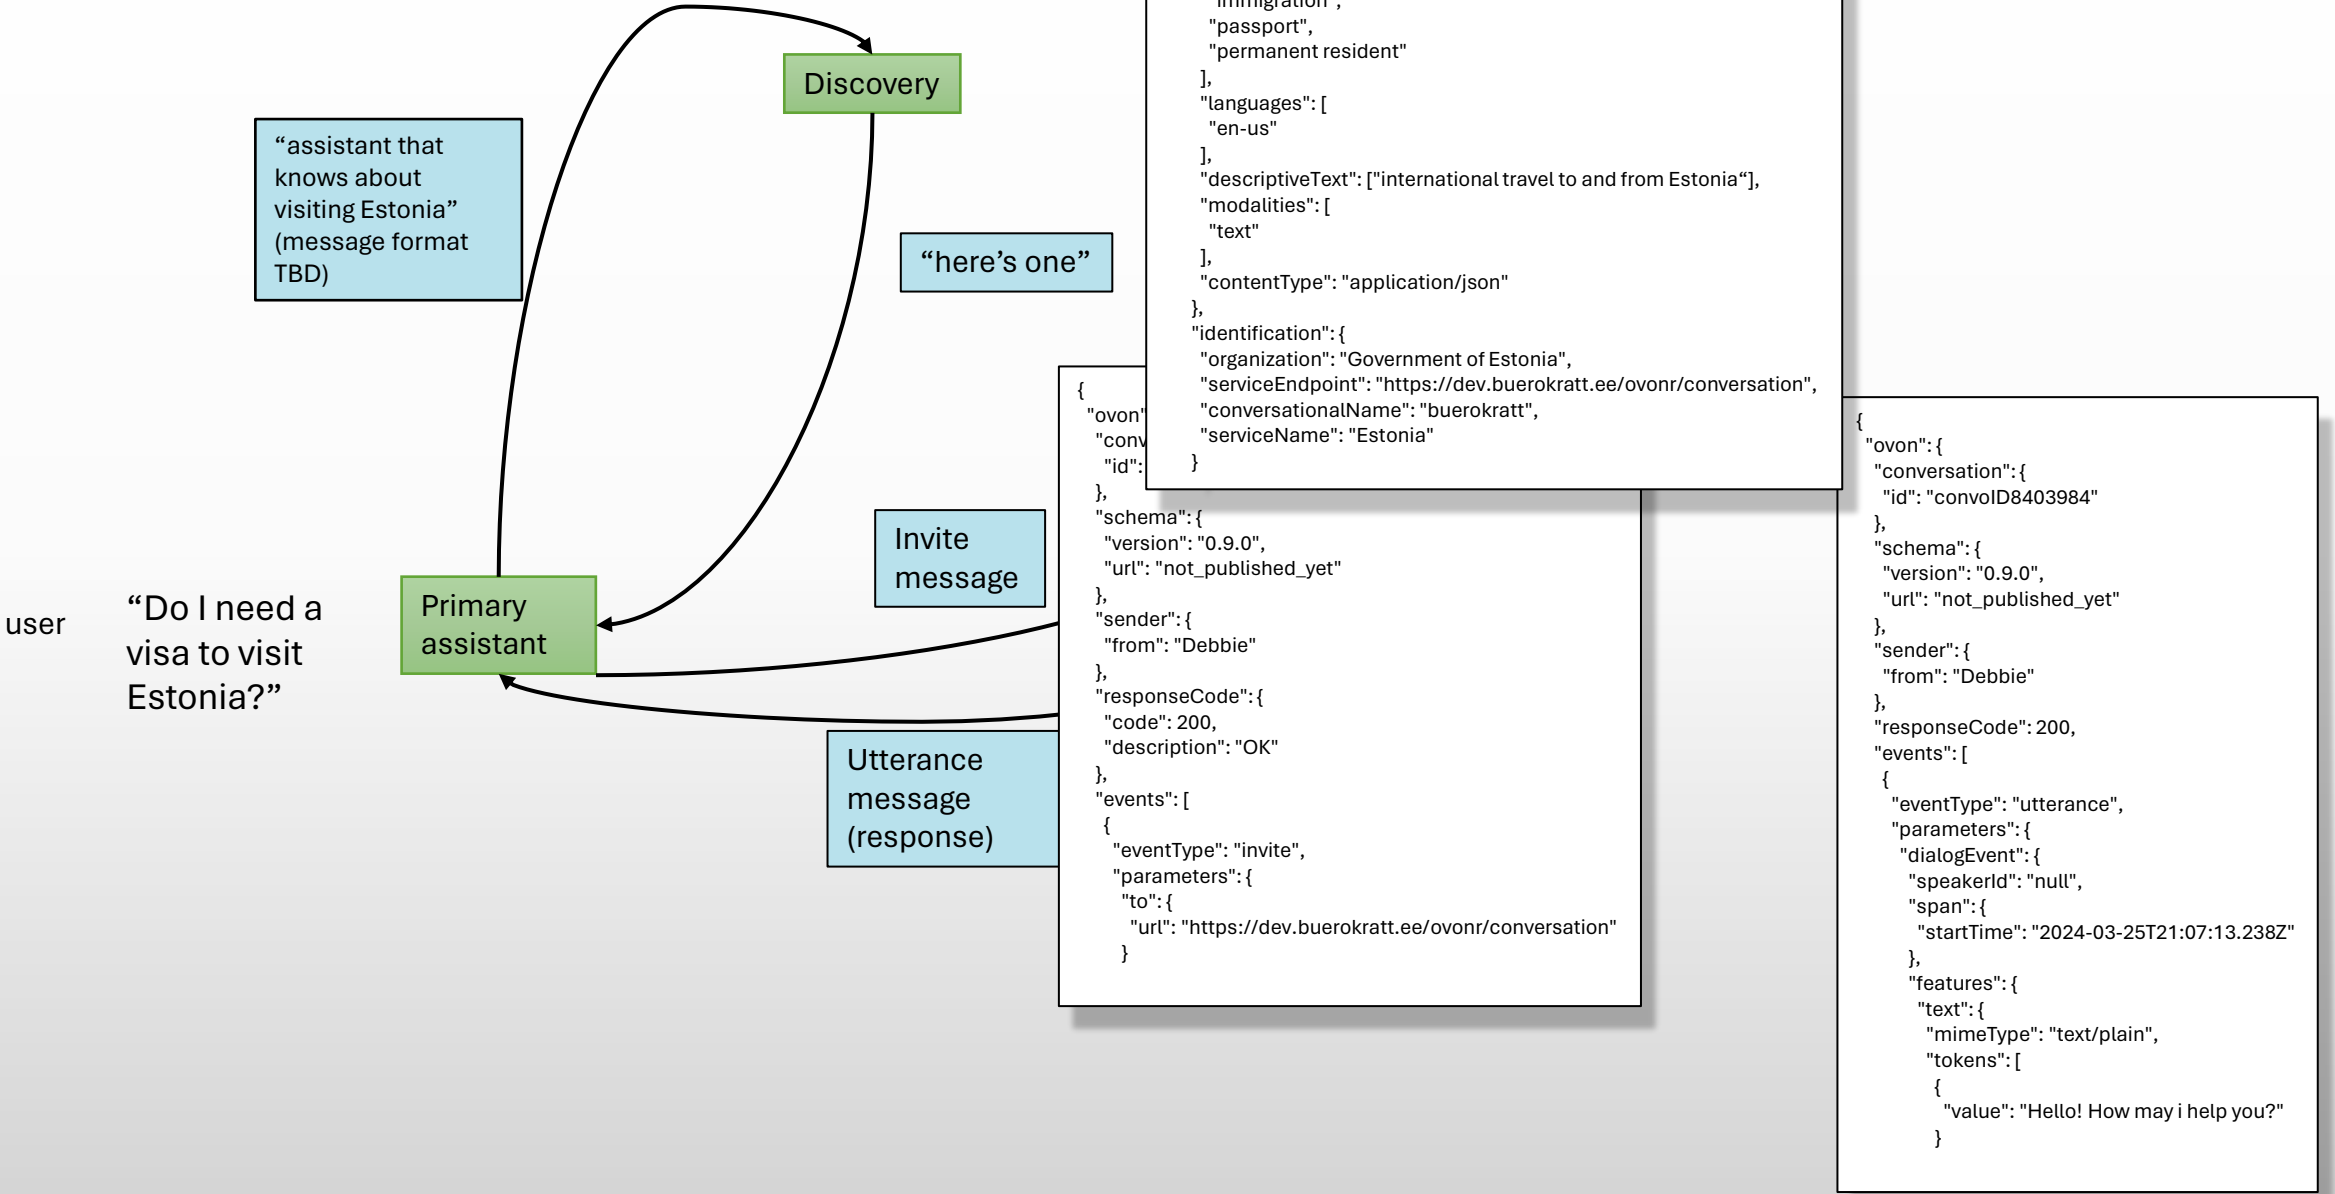 Discovery
“assistant that
knows about
visiting Estonia”
(message format
TBD)
“here’s one”
user
“Do I need a
visa to visit
Estonia?”
Primary
assistant
Invite
message
Utterance
message
(response)
"immigration",
"passport",
"permanent resident"
],
"languages": [
"en-us"
],
"descriptiveText": ["international travel to and from Estonia“],
"modalities": [
"text"
],
"contentType": "application/json"
},
"identification": {
"organization": "Government of Estonia",
"serviceEndpoint": "https://dev.buerokratt.ee/ovonr/conversation",
"conversationalName": "buerokratt",
"serviceName": "Estonia"
}
{
"ovon"
"conv
"id":
},
"schema": {
"version": "0.9.0",
"url": "not_published_yet"
},
"sender": {
"from": "Debbie"
},
"responseCode": {
"code": 200,
"description": "OK"
},
"events": [
{
"eventType": "invite",
"parameters": {
"to": {
"url": "https://dev.buerokratt.ee/ovonr/conversation"
}
{
"ovon": {
"conversation": {
"id": "convoID8403984"
},
"schema": {
"version": "0.9.0",
"url": "not_published_yet"
},
"sender": {
"from": "Debbie"
},
"responseCode": 200,
"events": [
{
"eventType": "utterance",
"parameters": {
"dialogEvent": {
"speakerId": "null",
"span": {
"startTime": "2024-03-25T21:07:13.238Z"
},
"features": {
"text": {
"mimeType": "text/plain",
"tokens": [
{
"value": "Hello! How may i help you?"
}